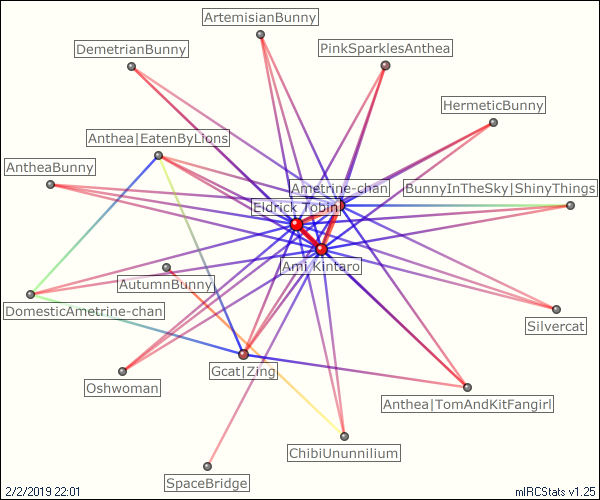 ArtemisianBunny
DemetrianBunny
PinkSparklesAnthea
HermeticBunny
Anthea|EatenByLions
AntheaBunny
Ametrine-chan
BunnyInTheSky|ShinyThings
Eldrick Tobin
Ami Kintaro
AutumnBunny
DomesticAmetrine-chan
Silvercat
Gcat|Zing
Oshwoman
Anthea|TomAndKitFangirl
ChibiUnunnilium
SpaceBridge
2/2/2019 22:01
mIRCStats v1.25